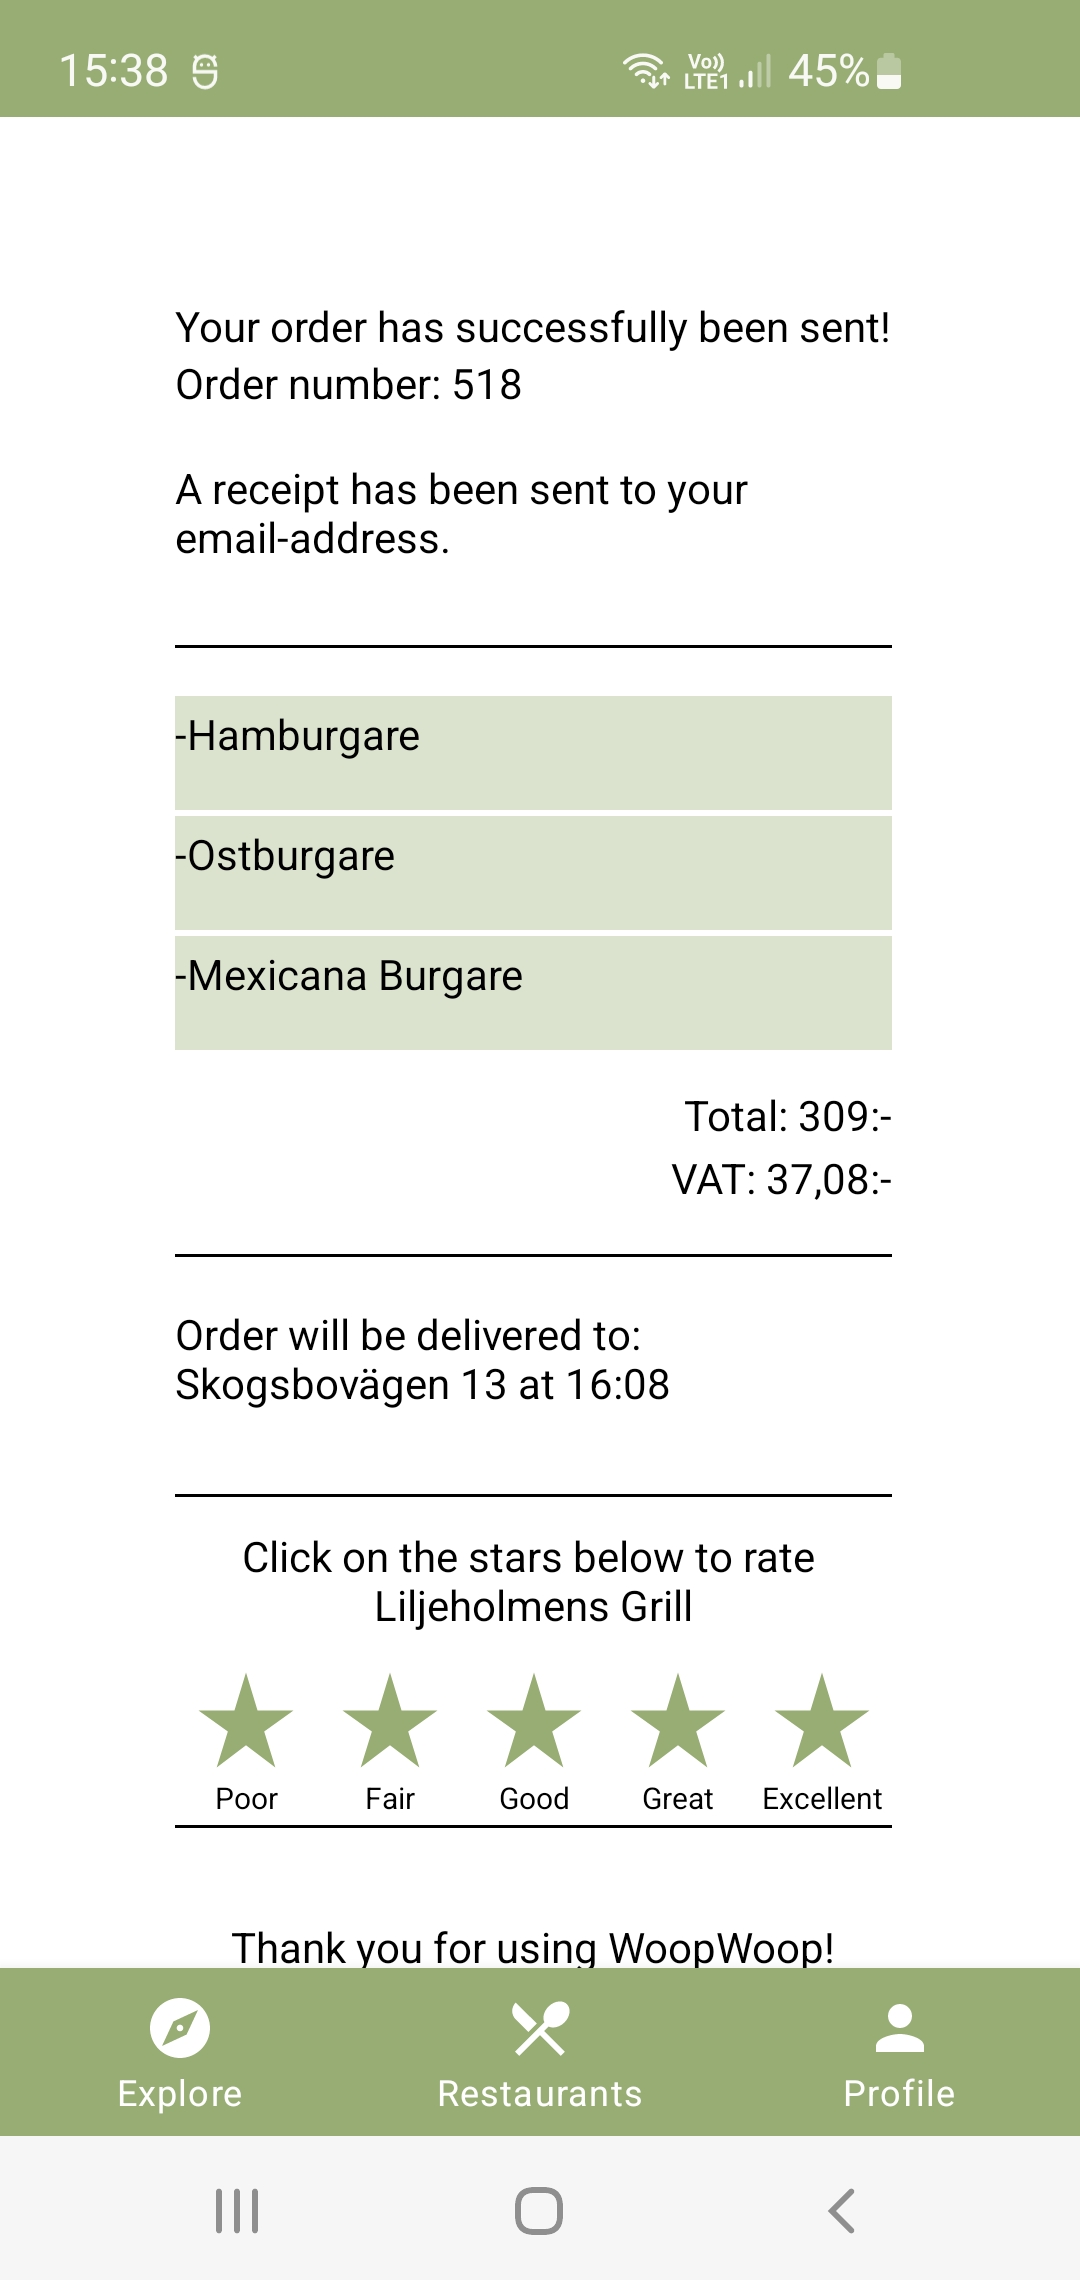 15:38
Vo)) LTE1
45%
Your order has successfully been sent!
Order number: 518
A receipt has been sent to your
email-address.
-Hamburgare
-Ostburgare
-Mexicana Burgare
Total: 309:-
VAT: 37,08:-
Order will be delivered to:
Skogsbovägen 13 at 16:08
Click on the stars below to rate
Liljeholmens Grill
Poor Fair Good Great Excellent
Thank you for using WoopWoop!
Explore Restaurants Profile